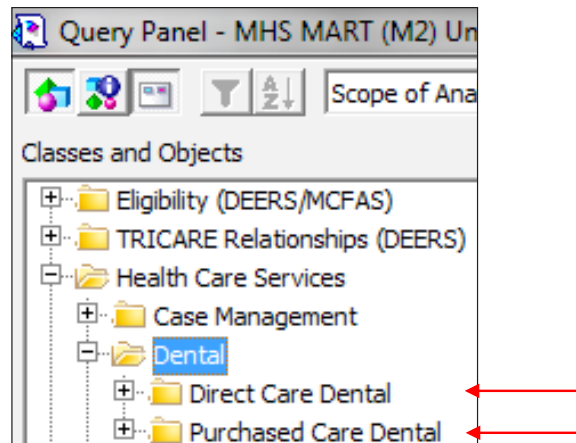 Query Panel - MHS MART (M2) Un
Scope of Ana
Classes and Objects
Eligibility (DEERS/MCFAS)
TRICARE Relationships (DEERS)
Health Care Services
Case Management
Dental
Direct Care Dental
Purchased Care Dental